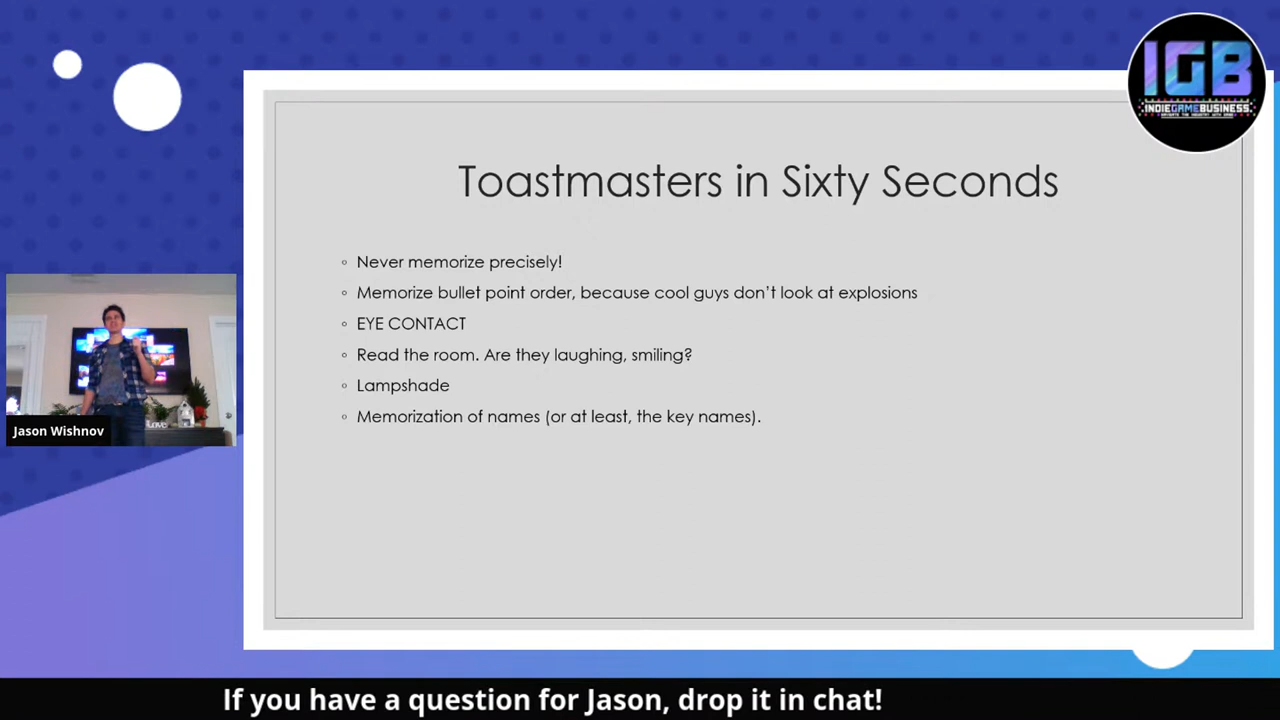 IGB
INDIEGAMEBUSINESS
Toastmasters in Sixty Seconds
Never memorize precisely!
Memorize bullet point order, because cool guys don't look at explosions
EYE CONTACT
Read the room. Are they laughing, smiling?
Lampshade
Memorization of names (or at least, the key names).
Jason Wishnov
If you have a question for Jason, drop it in chat!